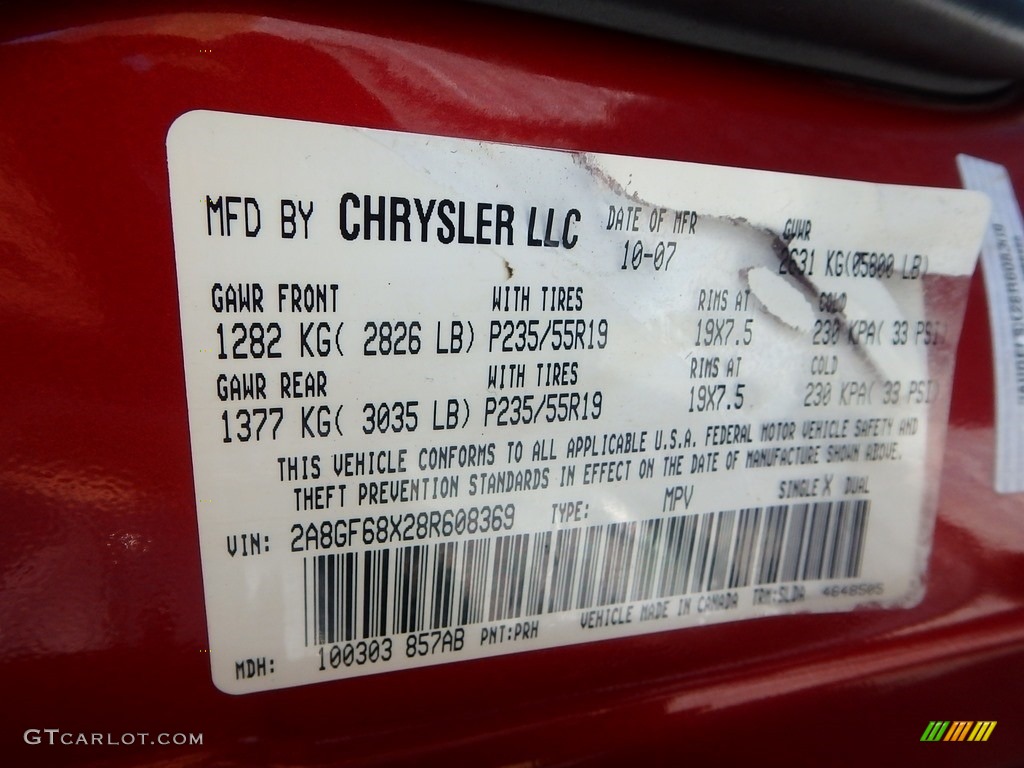 MFD BY CHRYSLER LLC DATE OF MFR GVWR
10-07 2631 KG(05800 LB)
GAWR FRONT WITH TIRES RIMS AT COLD
1282 KG( 2826 LB) P235/55R19 19X7.5 230 KPA( 33 PSI)
GAWR REAR WITH TIRES RIMS AT COLD
1377 KG( 3035 LB) P235/55R19 19X7.5 230 KPA( 33 PSI)
THIS VEHICLE CONFORMS TO ALL APPLICABLE U.S.A. FEDERAL MOTOR VEHICLE SAFETY AND
THEFT PREVENTION STANDARDS IN EFFECT ON THE DATE OF MANUFACTURE SHOWN ABOVE.
VIN: 2A8GF68X28R608369 TYPE: MPV SINGLE X DUAL
MDH: 100303 857AB PNT:PRH VEHICLE MADE IN CANADA TRM:SLDA 4648505
GTCARLOT.COM